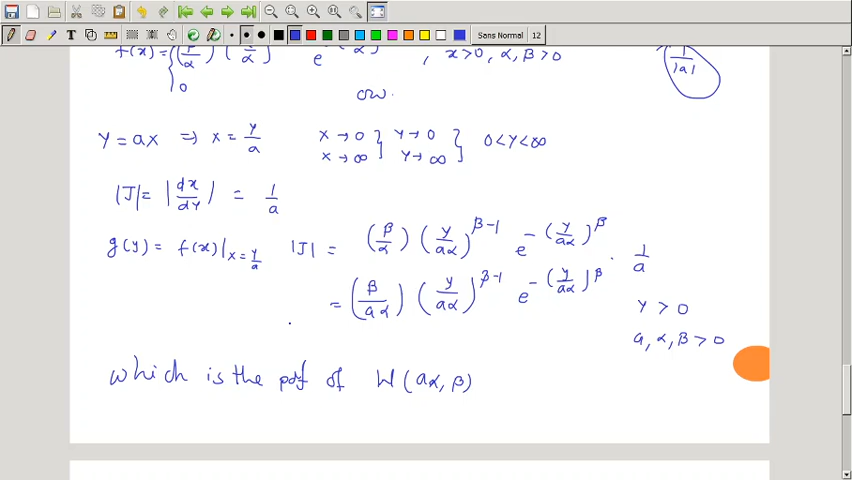 Sans Normal 12
f(x) = { (β/α) (x/α) e^-( /α) , x>0, α, β > 0 1/|a|
0
ow.
Y = aX ⇒ x = y/a X → 0 } Y → 0 } 0 < Y < ∞
X → ∞ Y → ∞
|J| = |dx/dy| = 1/a
g(y) = f(x)|x=y/a |J| = (β/α) (y/aα)^β-1 e^-(y/aα)^β . 1/a
= (β/aα) (y/aα)^β-1 e^-(y/aα)^β
y > 0
a, α, β > 0
which is the pdf of W(aα, β)